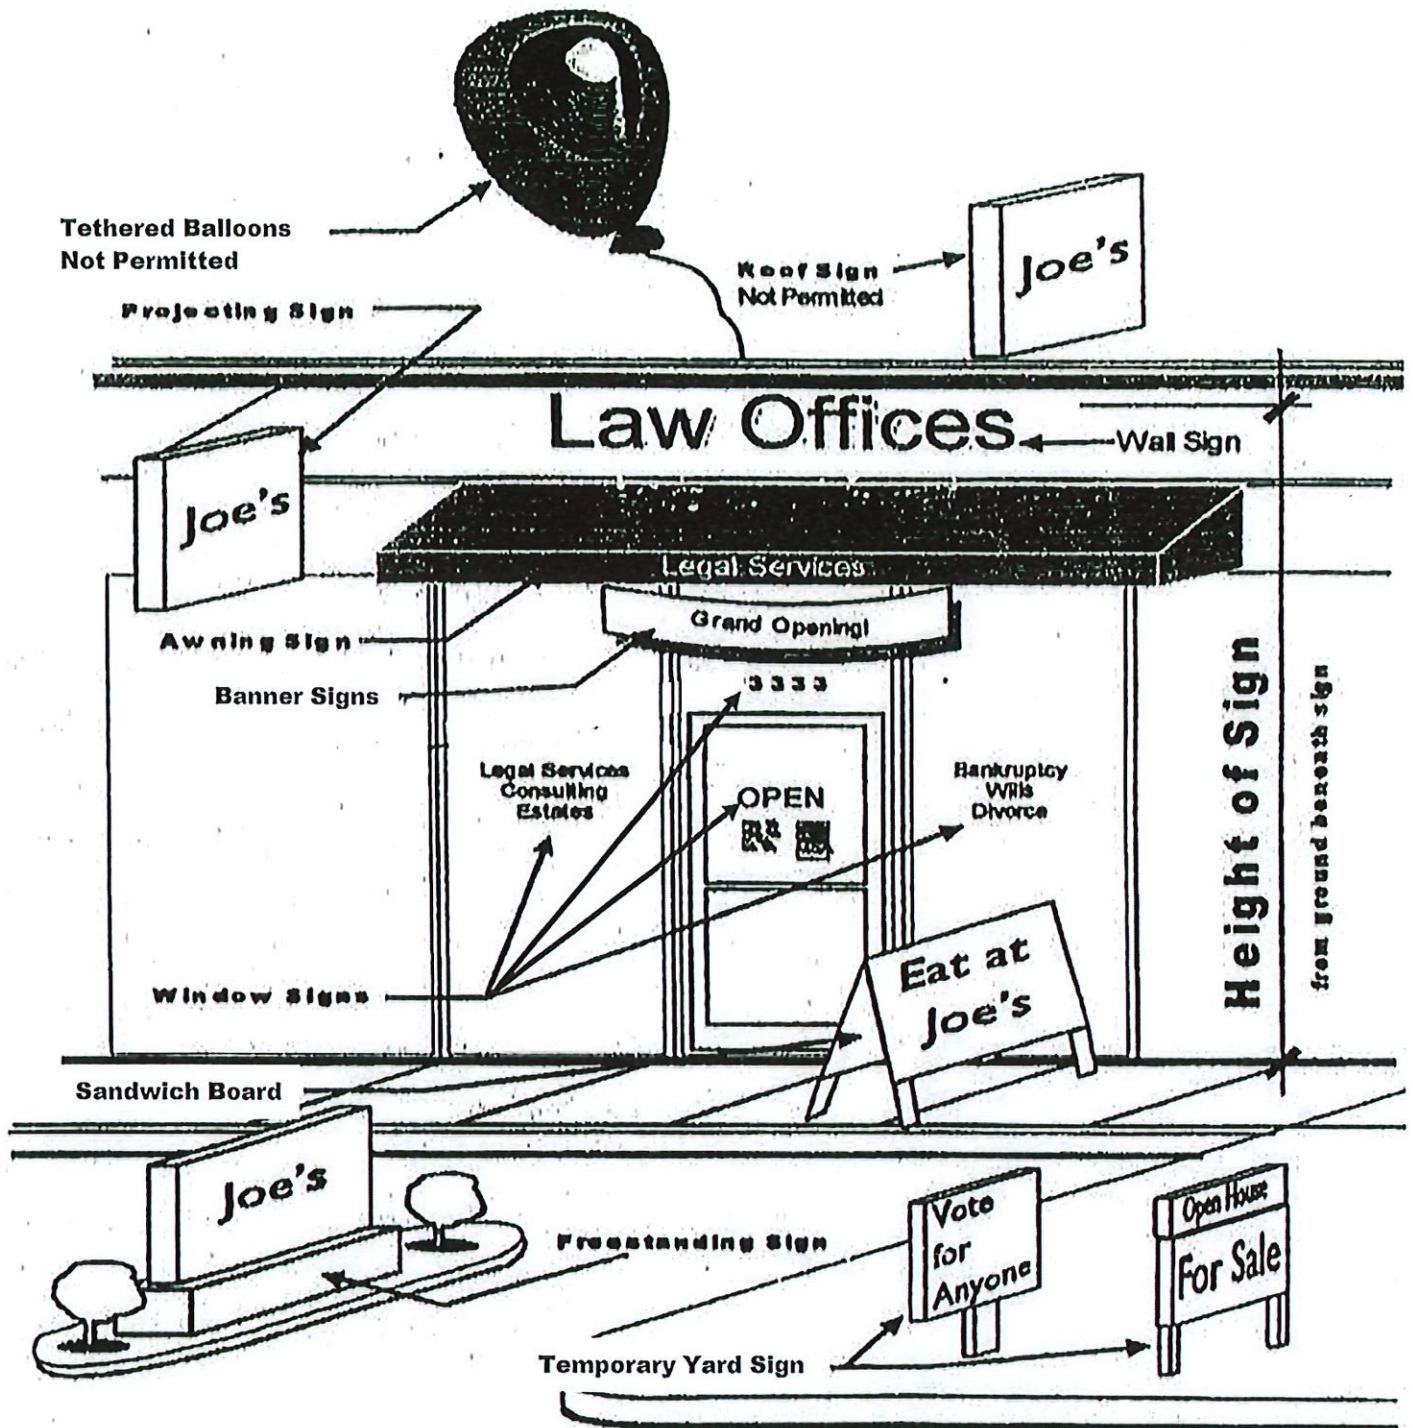 Tethered Balloons
Not Permitted
Roof Sign
Not Permitted
Joe's
Projecting Sign
Law Offices
Wall Sign
Joe's
Legal Services
Grand Opening!
Awning Sign
Banner Signs
3333
Legal Services
Consulting
Estates
OPEN
Bankruptcy
Wills
Divorce
Height of Sign
from ground beneath sign
Window Signs
Eat at
Joe's
Sandwich Board
Joe's
Freestanding Sign
Vote
for
Anyone
Open House
For Sale
Temporary Yard Sign